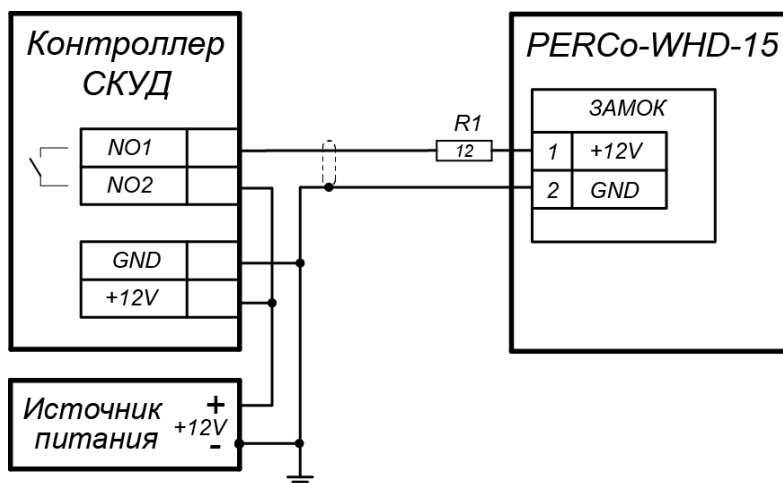 Контроллер
СКУД
NO1
NO2
GND
+12V
Источник
питания
+
+12V
-
R1
12
PERCo-WHD-15
ЗАМОК
1 +12V
2 GND